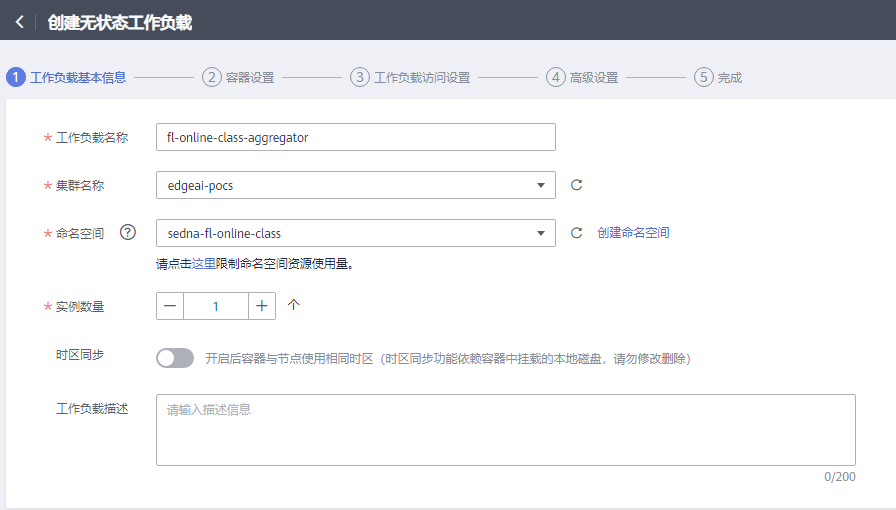 创建无状态工作负载
1 工作负载基本信息 2 容器设置 3 工作负载访问设置 4 高级设置 5 完成
* 工作负载名称 fl-online-class-aggregator
* 集群名称 edgeai-pocs
* 命名空间 ? sedna-fl-online-class 创建命名空间
请点击这里限制命名空间资源使用量。
* 实例数量 1 个
时区同步 开启后容器与节点使用相同时区（时区同步功能依赖容器中挂载的本地磁盘，请勿修改删除）
工作负载描述 请输入描述信息
0/200